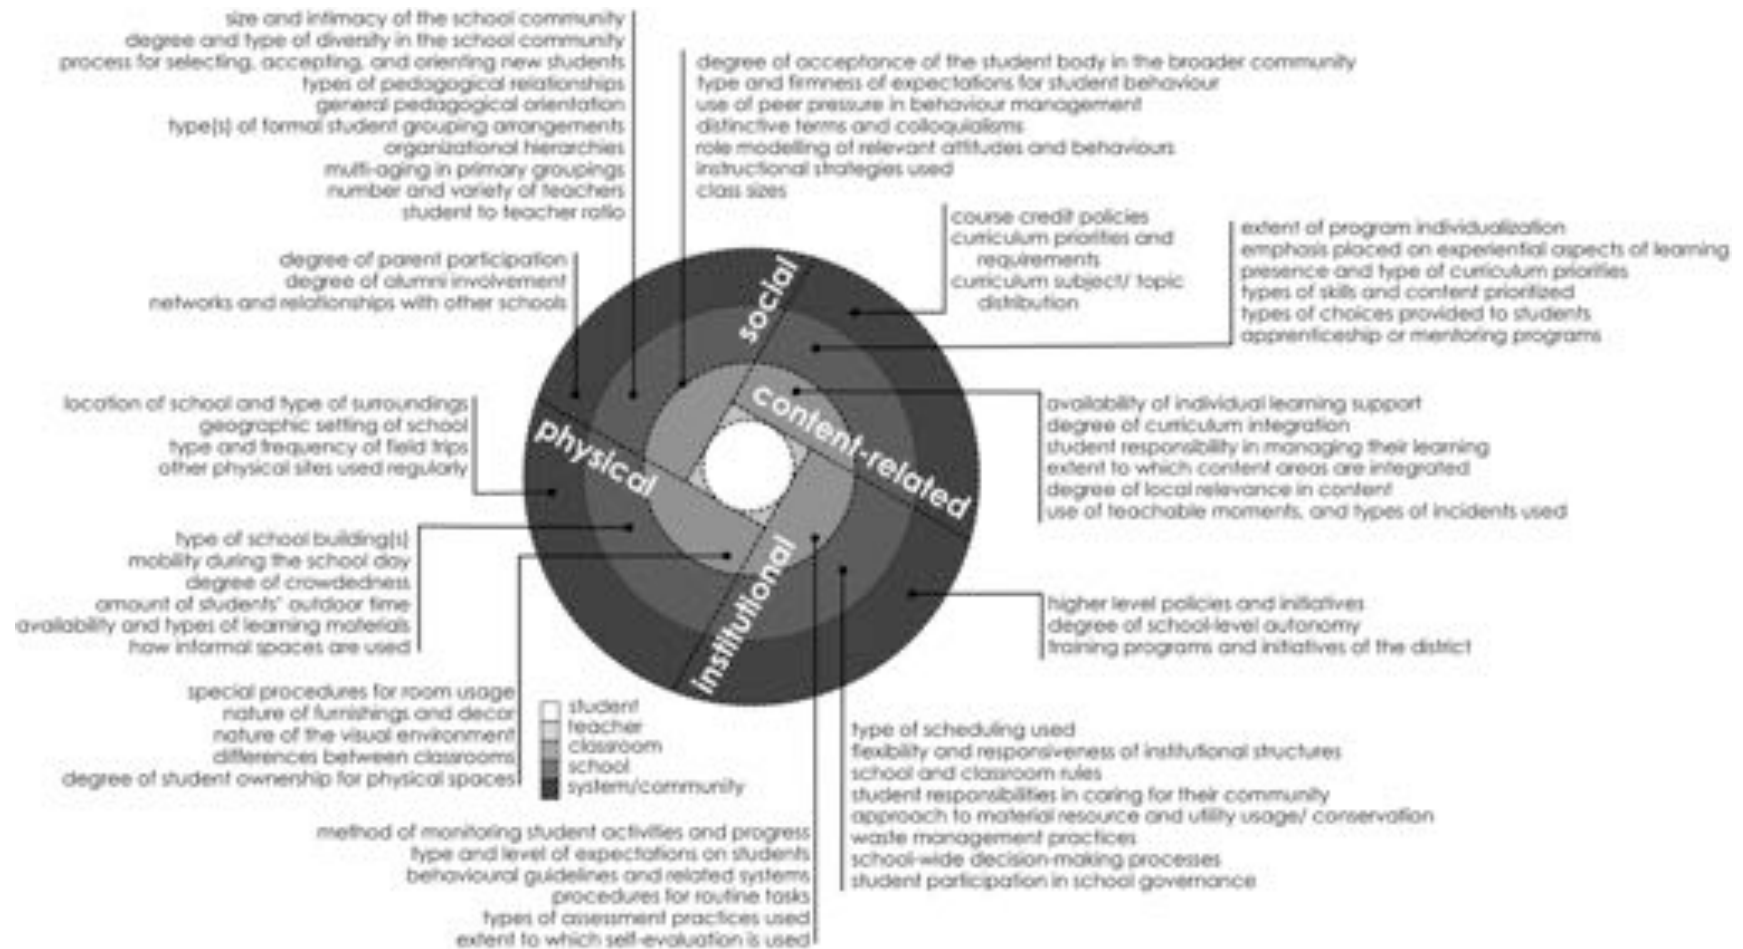 size and intimacy of the school community
degree and type of diversity in the school community
process for selecting, accepting, and orienting new students
types of pedagogical relationships
general pedagogical orientation
type(s) of formal student grouping arrangements
organizational hierarchies
multi-aging in primary groupings
number and variety of teachers
student to teacher ratio
degree of acceptance of the student body in the broader community
type and firmness of expectations for student behaviour
use of peer pressure in behaviour management
distinctive terms and colloquialisms
role modelling of relevant attitudes and behaviours
instructional strategies used
class sizes
course credit policies
curriculum priorities and
requirements
curriculum subject/ topic
distribution
extent of program individualization
emphasis placed on experiential aspects of learning
presence and type of curriculum priorities
types of skills and content prioritized
types of choices provided to students
apprenticeship or mentoring programs
degree of parent participation
degree of alumni involvement
networks and relationships with other schools
social
content-related
physical
institutional
location of school and type of surroundings
geographic setting of school
type and frequency of field trips
other physical sites used regularly
availability of individual learning support
degree of curriculum integration
student responsibility in managing their learning
extent to which content areas are integrated
degree of local relevance in content
use of teachable moments, and types of incidents used
type of school building(s)
mobility during the school day
degree of crowdedness
amount of students' outdoor time
availability and types of learning materials
how informal spaces are used
higher level policies and initiatives
degree of school-level autonomy
training programs and initiatives of the district
special procedures for room usage
nature of furnishings and decor
nature of the visual environment
differences between classrooms
degree of student ownership for physical spaces
student
teacher
classroom
school
system/community
type of scheduling used
flexibility and responsiveness of institutional structures
school and classroom rules
student responsibilities in caring for their community
approach to material resource and utility usage/ conservation
waste management practices
school-wide decision-making processes
student participation in school governance
method of monitoring student activities and progress
type and level of expectations on students
behavioural guidelines and related systems
procedures for routine tasks
types of assessment practices used
extent to which self-evaluation is used